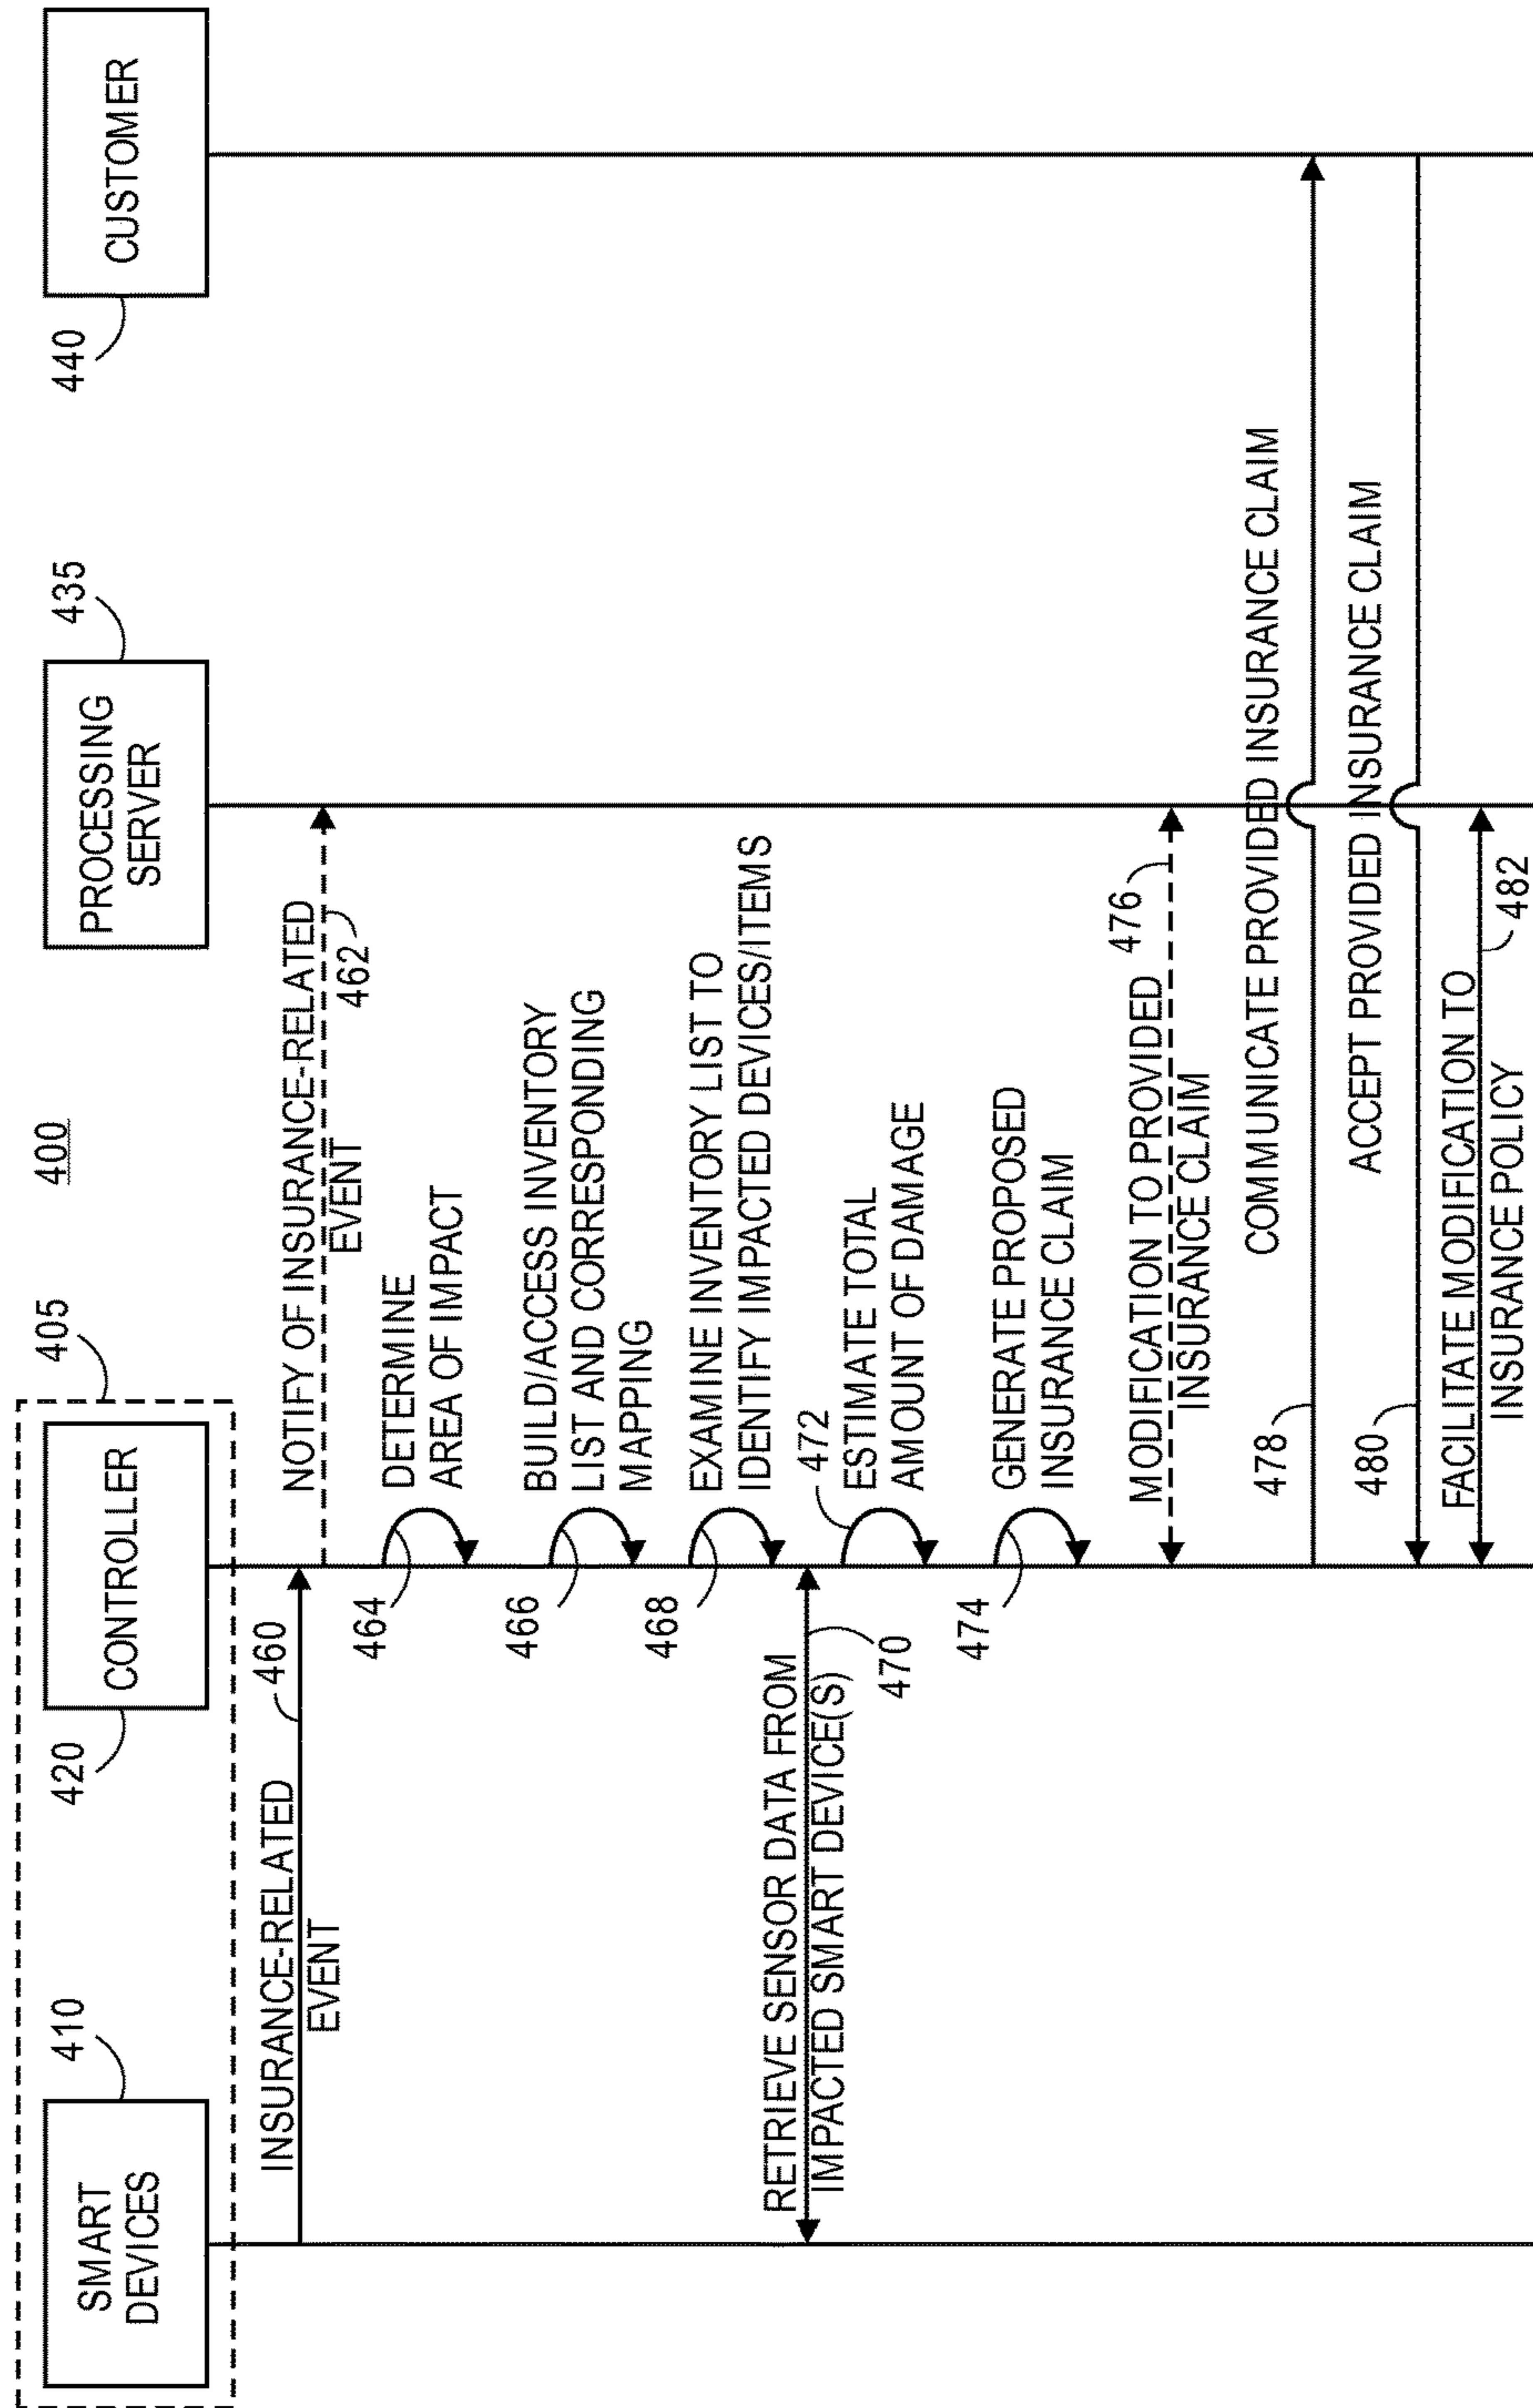 400
405
410
SMART
DEVICES
420
CONTROLLER
435
PROCESSING
SERVER
440
CUSTOMER
INSURANCE-RELATED
EVENT
460
NOTIFY OF INSURANCE-RELATED
EVENT
462
464
DETERMINE
AREA OF IMPACT
466
BUILD/ACCESS INVENTORY
LIST AND CORRESPONDING
MAPPING
468
EXAMINE INVENTORY LIST TO
IDENTIFY IMPACTED DEVICES/ITEMS
RETRIEVE SENSOR DATA FROM
IMPACTED SMART DEVICE(S)
470
472
ESTIMATE TOTAL
AMOUNT OF DAMAGE
474
GENERATE PROPOSED
INSURANCE CLAIM
MODIFICATION TO PROVIDED
INSURANCE CLAIM
476
COMMUNICATE PROVIDED INSURANCE CLAIM
478
ACCEPT PROVIDED INSURANCE CLAIM
480
FACILITATE MODIFICATION TO
INSURANCE POLICY
482